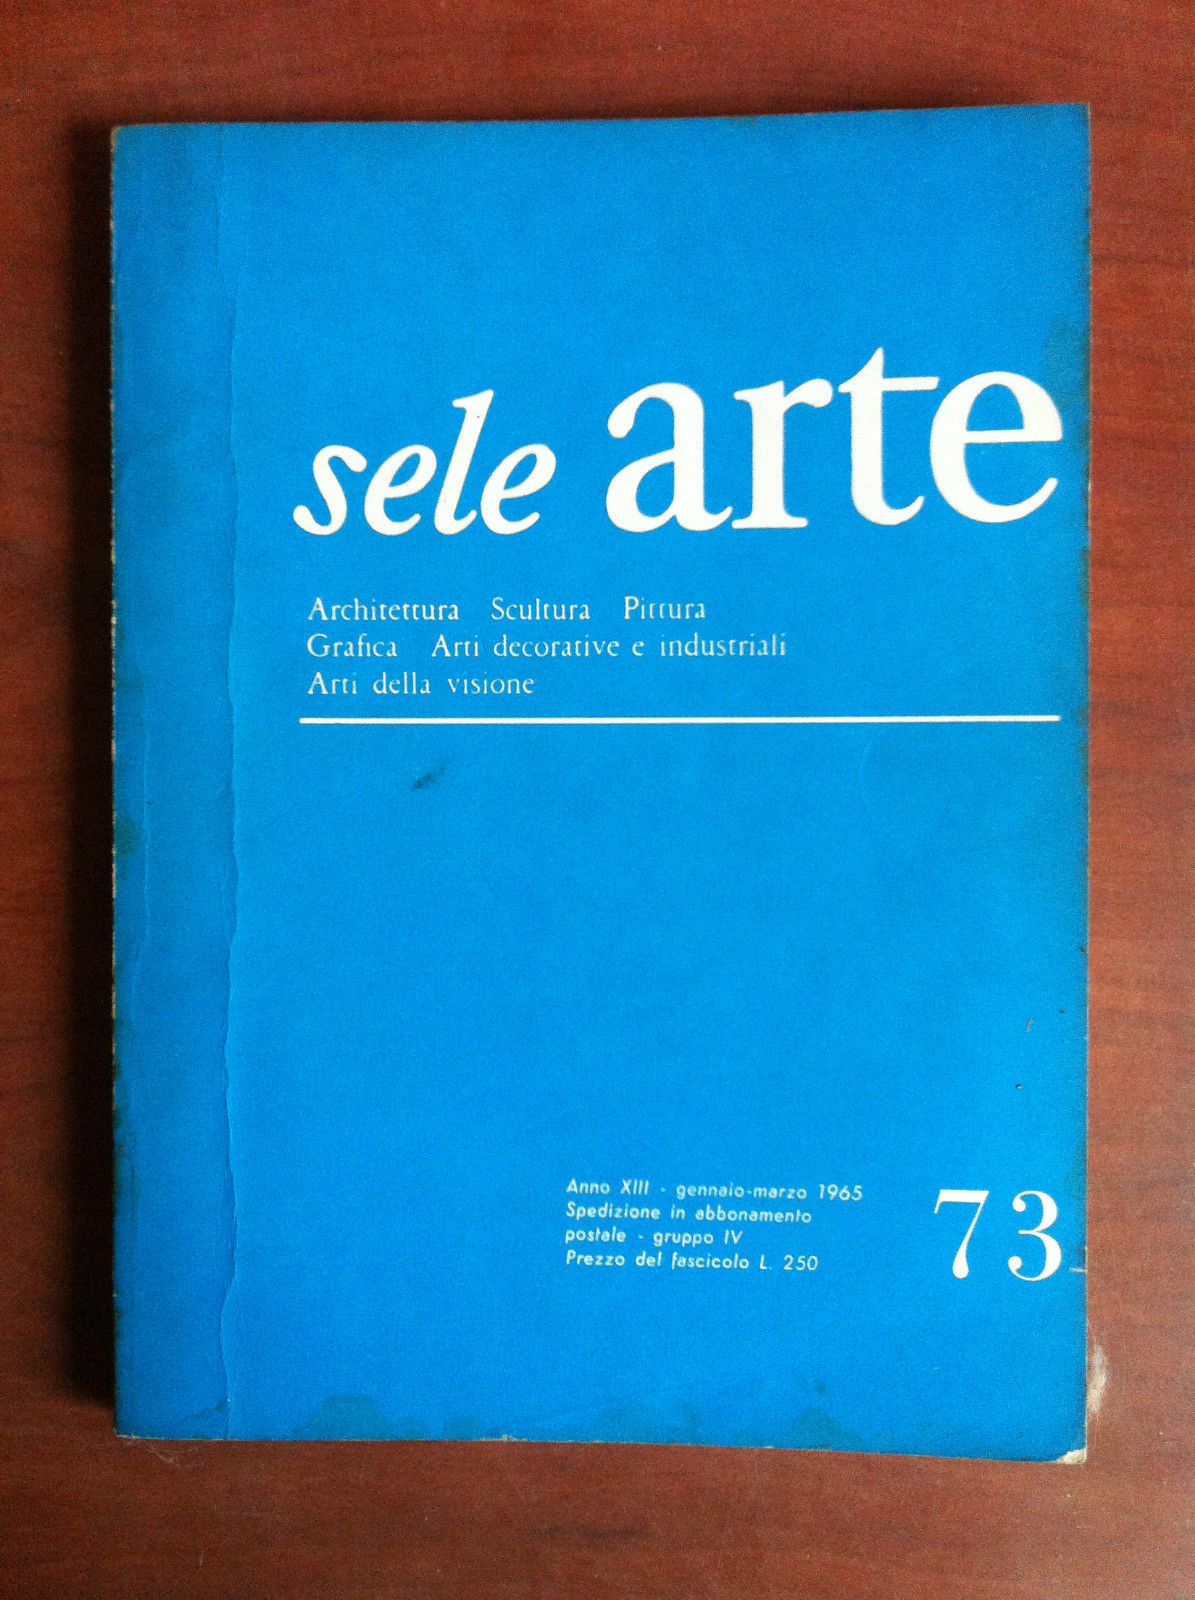 sele arte
Architettura Scultura Pittura
Grafica Arti decorative e industriali
Arti della visione
Anno XIII - gennaio-marzo 1965
Spedizione in abbonamento
postale - gruppo IV
Prezzo del fascicolo L. 250
73